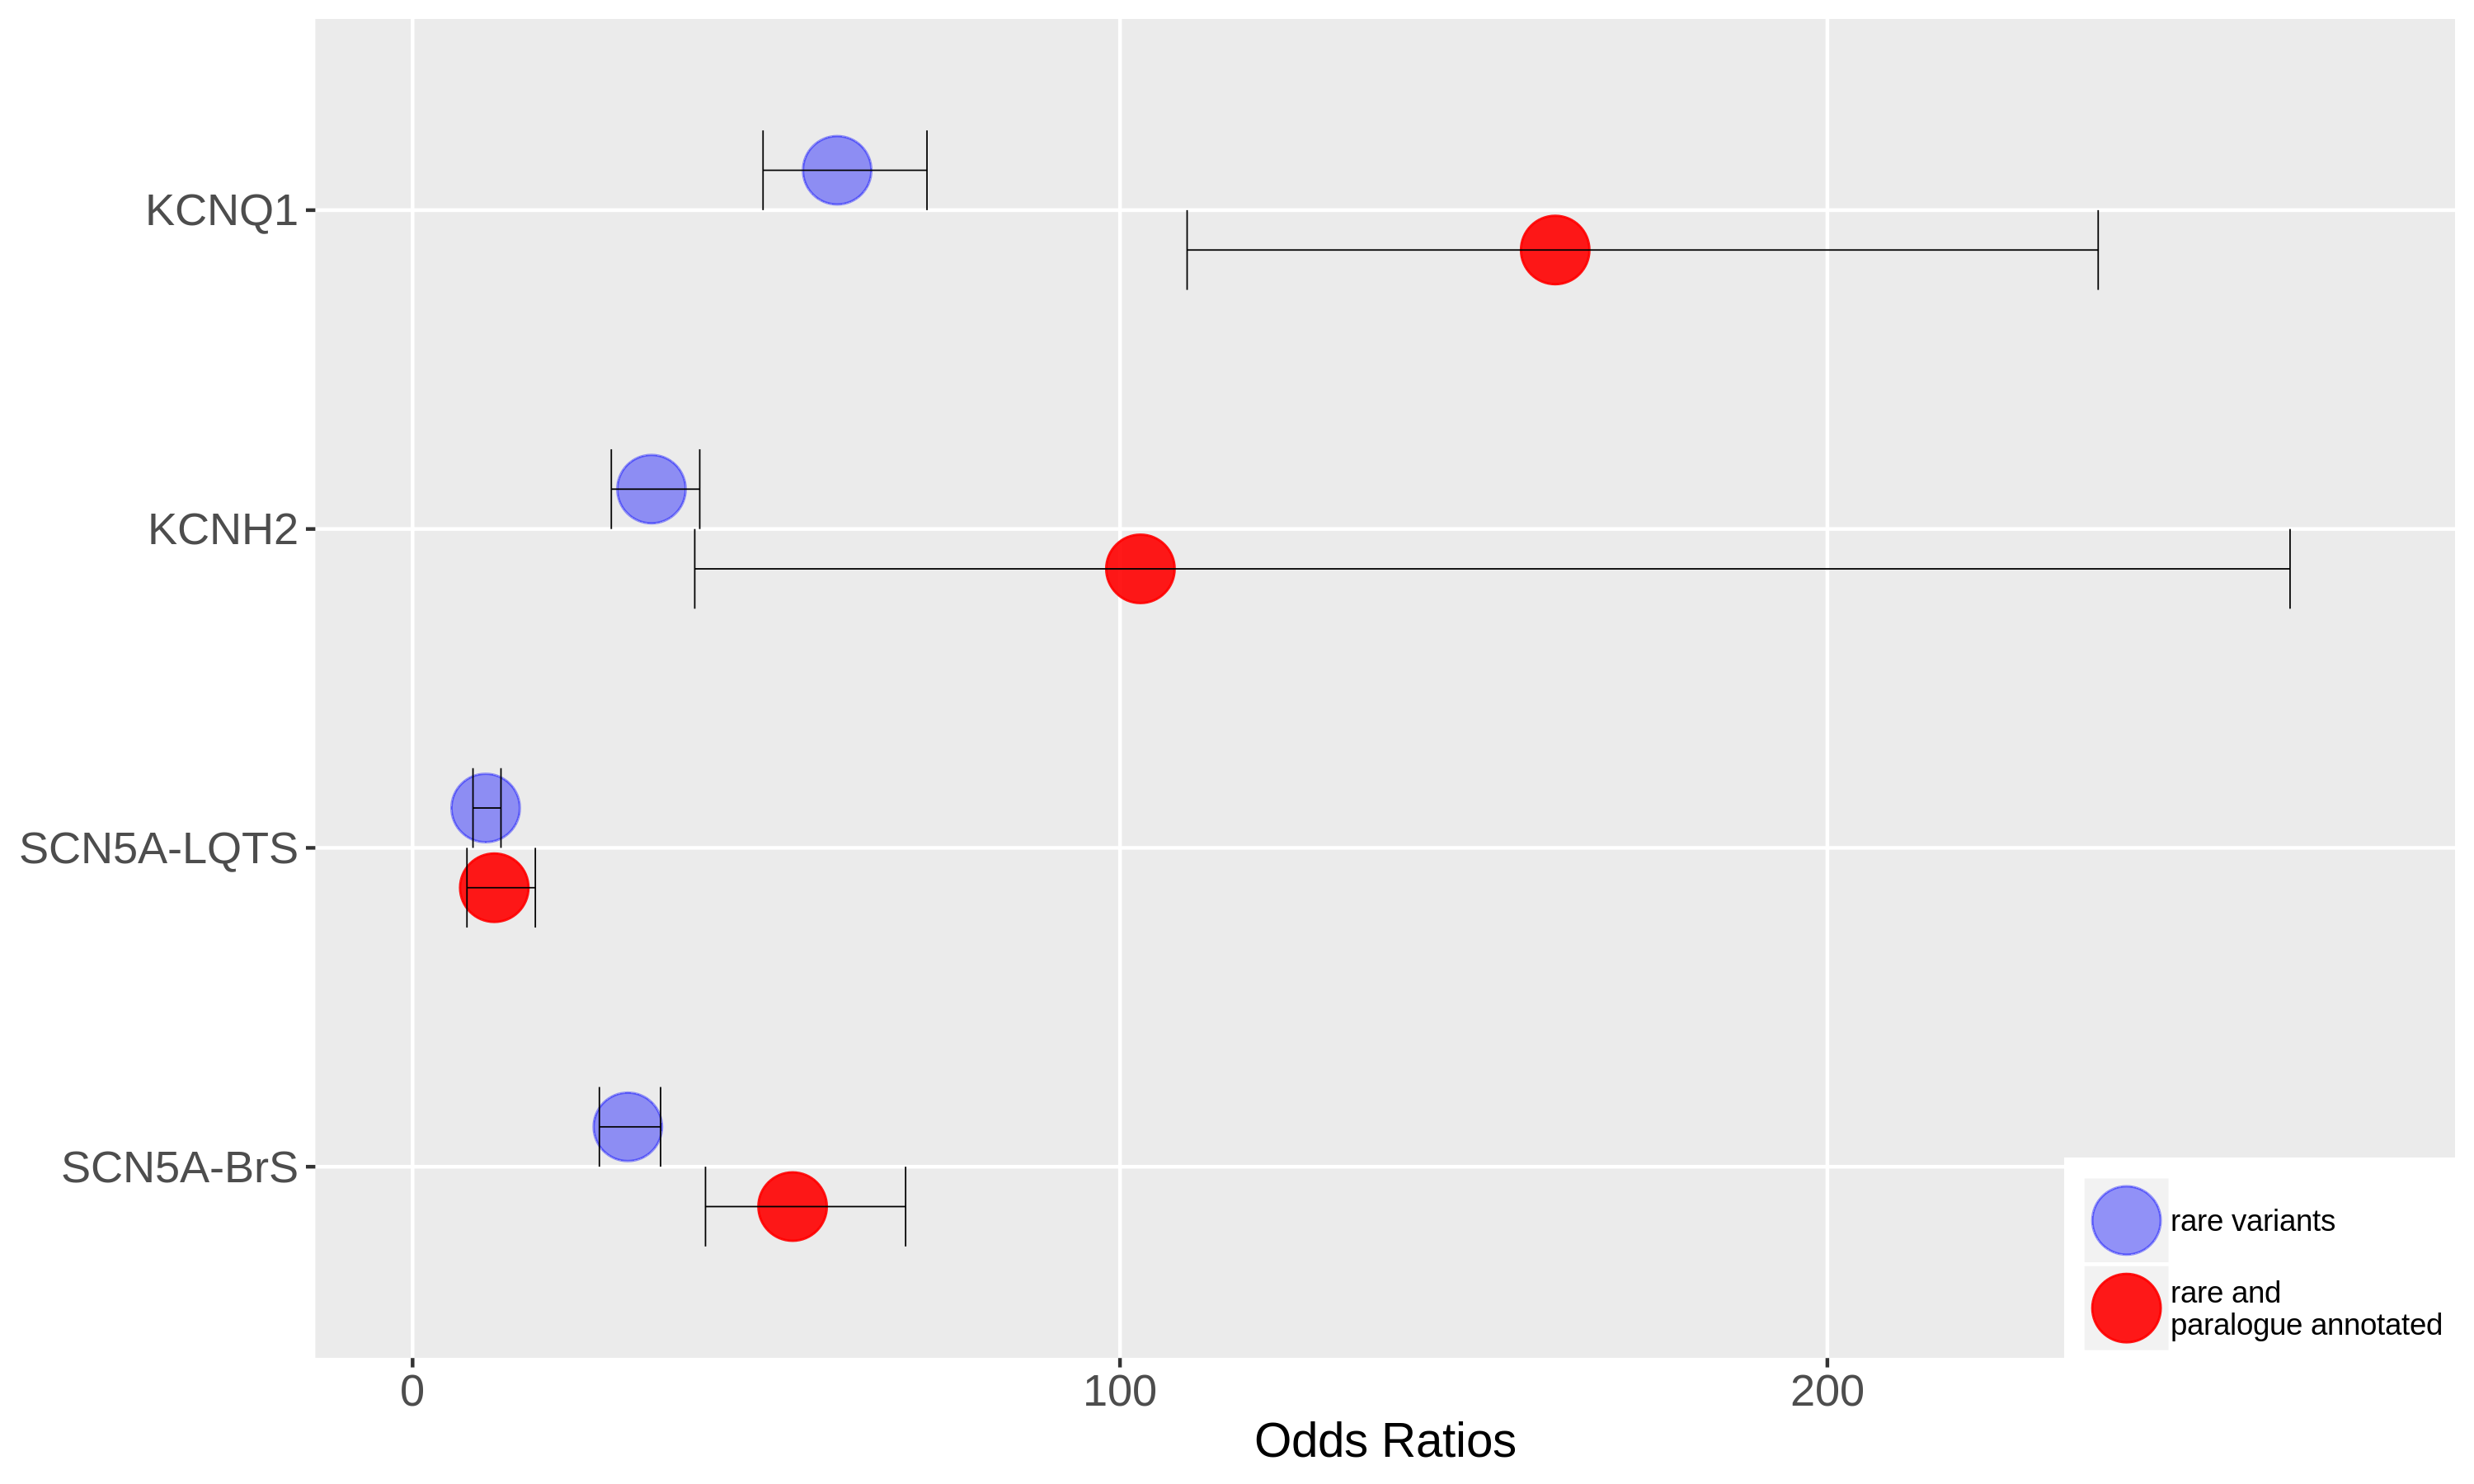 KCNQ1
KCNH2
SCN5A-LQTS
SCN5A-BrS
rare variants
rare and
paralogue annotated
0
100
200
Odds Ratios